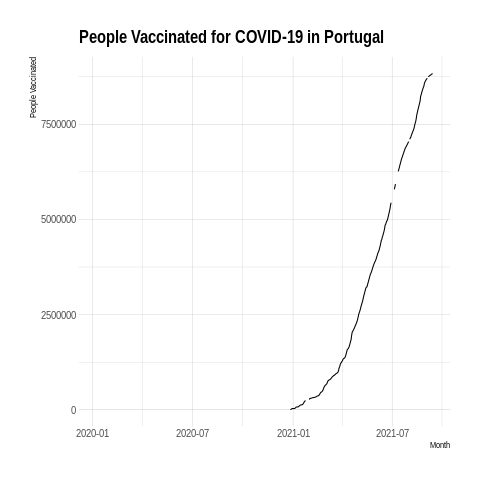 People Vaccinated for COVID-19 in Portugal
People Vaccinated
7500000
5000000
2500000
0
2020-01
2020-07
2021-01
2021-07
Month